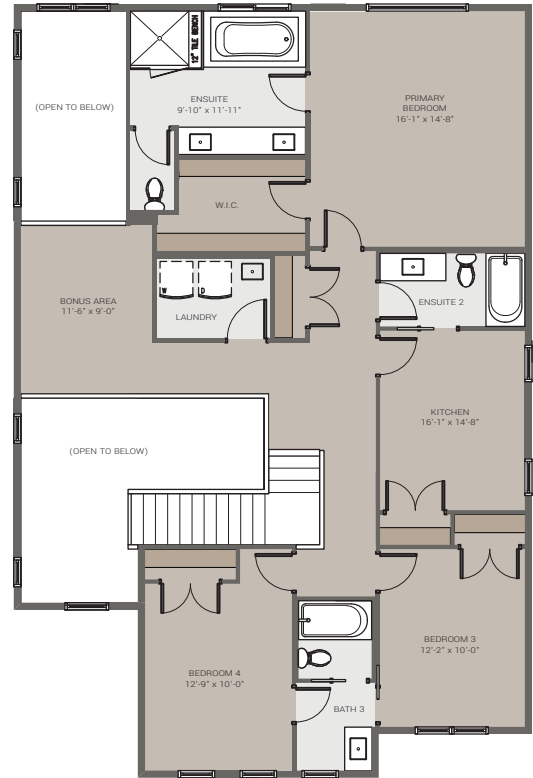 12" TILE BENCH
(OPEN TO BELOW)
ENSUITE
9'-10" x 11'-11"
PRIMARY
BEDROOM
16'-1" x 14'-8"
W.I.C.
W
D
LAUNDRY
ENSUITE 2
BONUS AREA
11'-6" x 9'-0"
KITCHEN
16'-1" x 14'-8"
(OPEN TO BELOW)
BEDROOM 3
12'-2" x 10'-0"
BEDROOM 4
12'-9" x 10'-0"
BATH 3